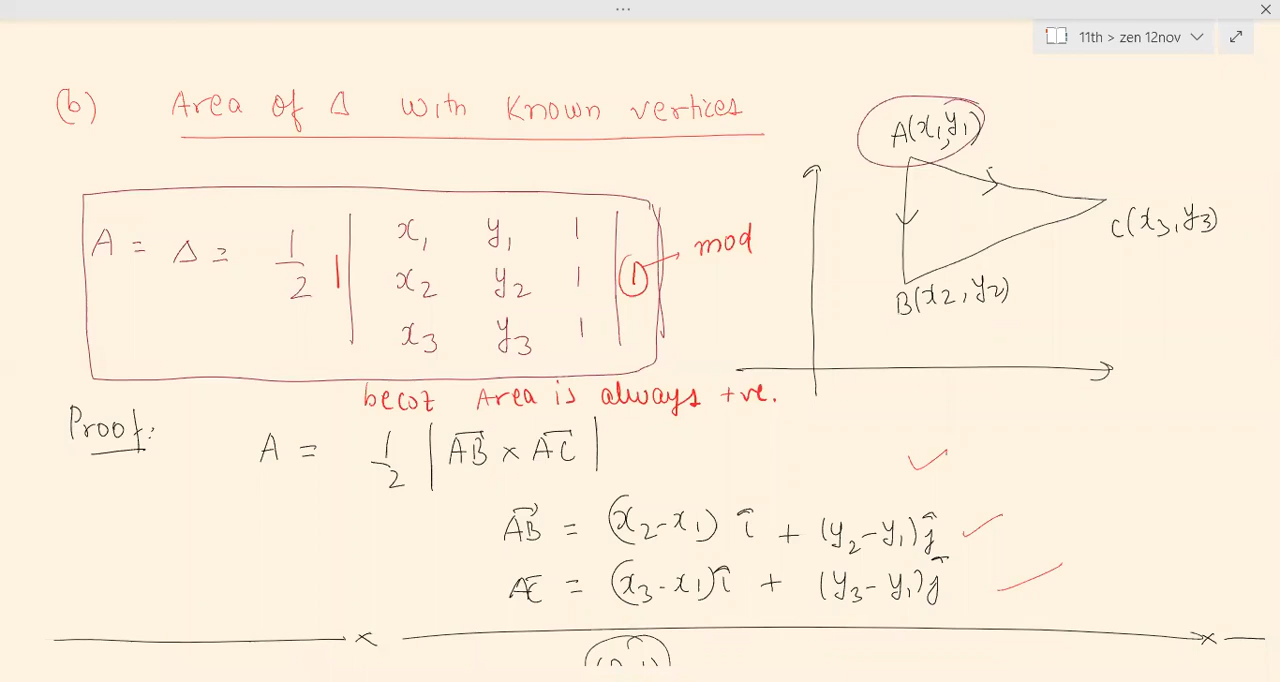 11th > zen 12nov
(b) Area of Δ with Known vertices
A(x₁,y₁)
C(x₃,y₃)
B(x₂,y₂)
A = Δ = 1/2 | | x₁ y₁ 1 | |
x₂ y₂ 1
x₃ y₃ 1
mod
becoz Area is always +ve.
Proof:
A = 1/2 | AB × AC |
AB = (x₂-x₁) î + (y₂-y₁) ĵ
AC = (x₃-x₁) î + (y₃-y₁) ĵ